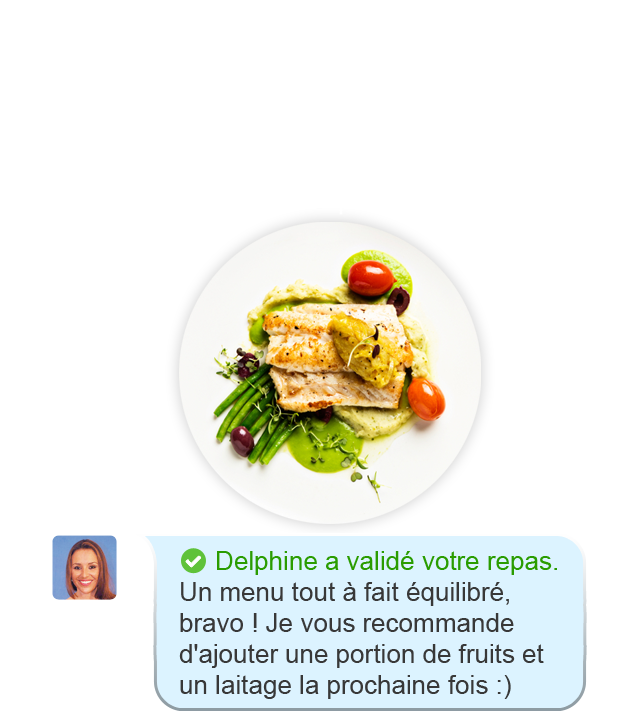 Delphine a validé votre repas.
Un menu tout à fait équilibré,
bravo ! Je vous recommande
d'ajouter une portion de fruits et
un laitage la prochaine fois :)